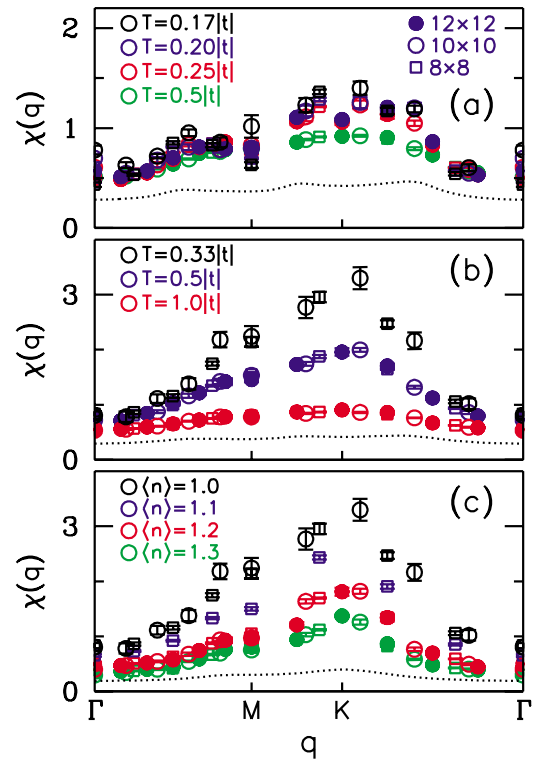 2
T=0.17|t|
T=0.20|t|
T=0.25|t|
T=0.5|t|
12×12
10×10
8×8
(a)
χ(q)
1
0
T=0.33|t|
T=0.5|t|
T=1.0|t|
(b)
3
χ(q)
0
⟨n⟩=1.0
⟨n⟩=1.1
⟨n⟩=1.2
⟨n⟩=1.3
(c)
3
χ(q)
0
Γ M K Γ
q